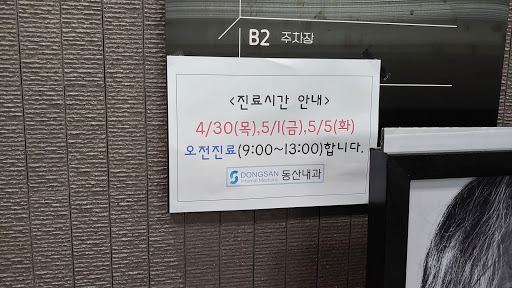 B2 주차장
<진료시간 안내>
4/30(목),5/1(금),5/5(화)
오전진료(9:00~13:00)합니다.
DONGSAN
Internal Medicine
동산내과